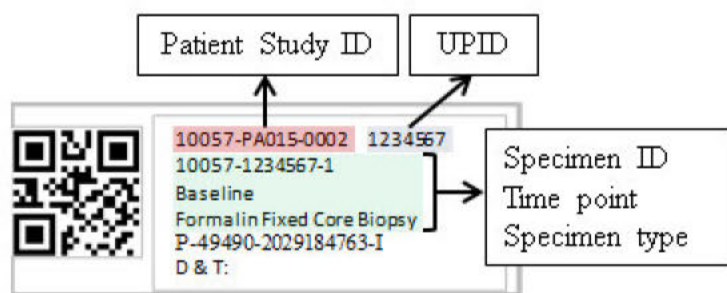 Patient Study ID
UPID
10057-PA015-0002 1234567
10057-1234567-1
Baseline
Formalin Fixed Core Biopsy
P-49490-2029184763-I
D & T:
Specimen ID
Time point
Specimen type